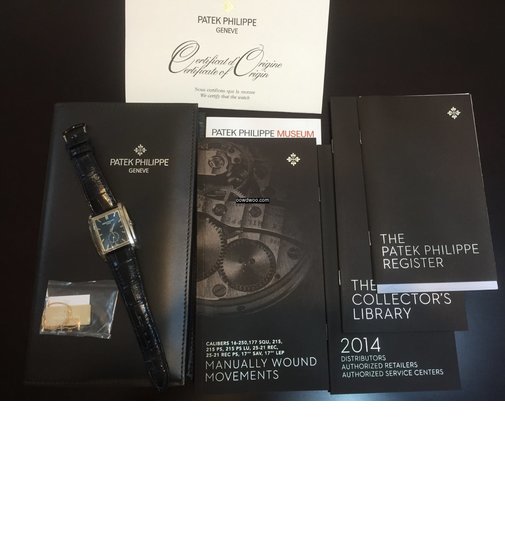 PATEK PHILIPPE
GENEVE
Certificat d'Origine
Certificate of Origin
Nous certifions que la montre
We certify that the watch
PATEK PHILIPPE
GENEVE
PATEK PHILIPPE MUSEUM
oowdwoo.com
CALIBERS 16-250, 177 SQU, 215,
215 PS, 215 PS LU, 25-21 REC,
25-21 REC PS, 17''' SAV, 17''' LEP
MANUALLY WOUND
MOVEMENTS
THE
PATEK PHILIPPE
REGISTER
THE
COLLECTOR'S
LIBRARY
2014
DISTRIBUTORS
AUTHORIZED RETAILERS
AUTHORIZED SERVICE CENTERS